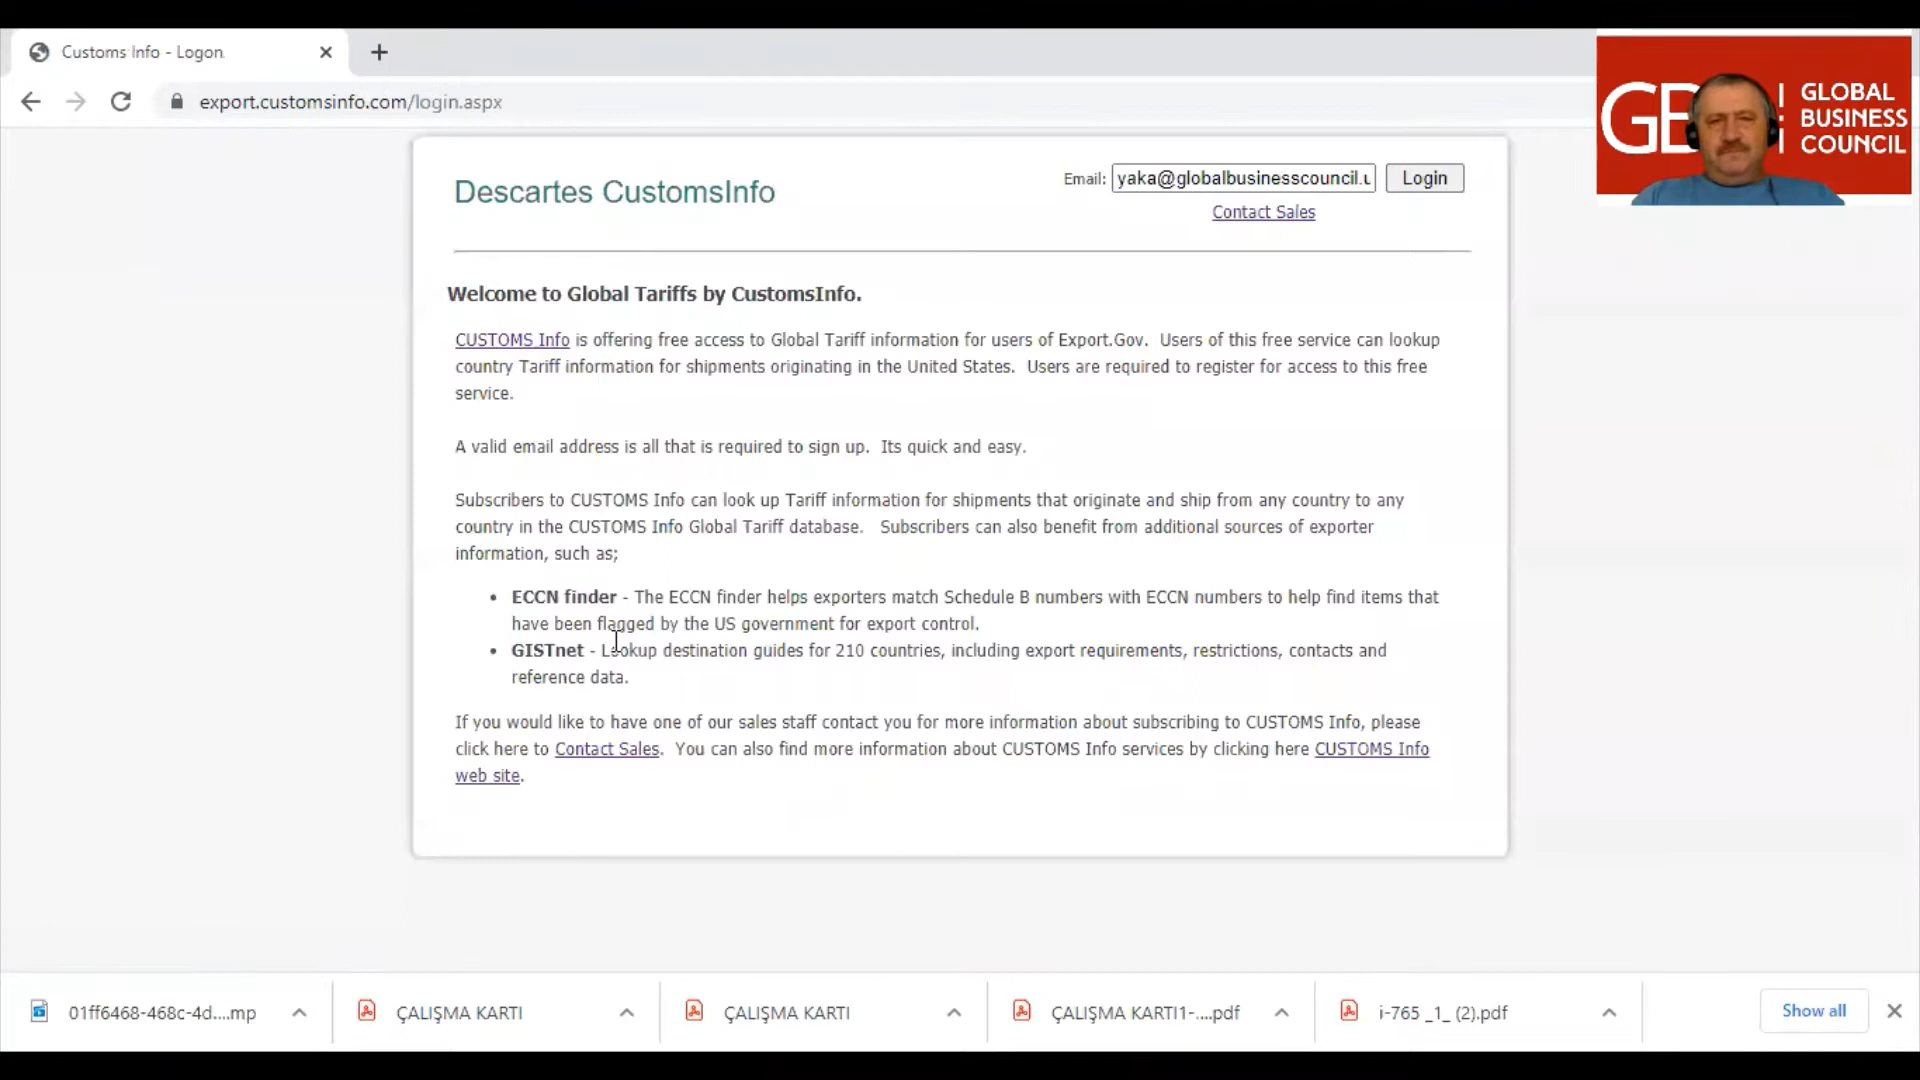 Customs Info - Logon
export.customsinfo.com/login.aspx
GB
GLOBAL
BUSINESS
COUNCIL
Descartes CustomsInfo
Email: yaka@globalbusinesscouncil.u Login
Contact Sales
Welcome to Global Tariffs by CustomsInfo.
CUSTOMS Info is offering free access to Global Tariff information for users of Export.Gov. Users of this free service can lookup
country Tariff information for shipments originating in the United States. Users are required to register for access to this free
service.
A valid email address is all that is required to sign up. Its quick and easy.
Subscribers to CUSTOMS Info can look up Tariff information for shipments that originate and ship from any country to any
country in the CUSTOMS Info Global Tariff database. Subscribers can also benefit from additional sources of exporter
information, such as;
• ECCN finder - The ECCN finder helps exporters match Schedule B numbers with ECCN numbers to help find items that
have been flagged by the US government for export control.
• GISTnet - Lookup destination guides for 210 countries, including export requirements, restrictions, contacts and
reference data.
If you would like to have one of our sales staff contact you for more information about subscribing to CUSTOMS Info, please
click here to Contact Sales. You can also find more information about CUSTOMS Info services by clicking here CUSTOMS Info
web site.
01ff6468-468c-4d....mp
ÇALIŞMA KARTI
ÇALIŞMA KARTI
ÇALIŞMA KARTI1-....pdf
i-765 _1_ (2).pdf
Show all